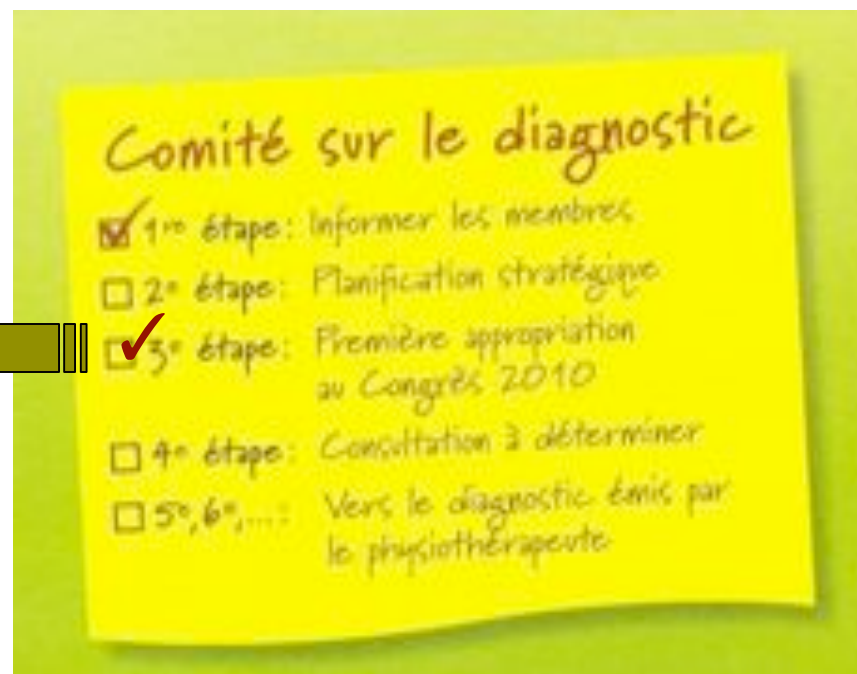 Comité sur le diagnostic
1re étape: Informer les membres
2e étape: Planification stratégique
3e étape: Première appropriation
au Congrès 2010
4e étape: Consultation à déterminer
5e, 6e,...: Vers le diagnostic émis par
le physiothérapeute